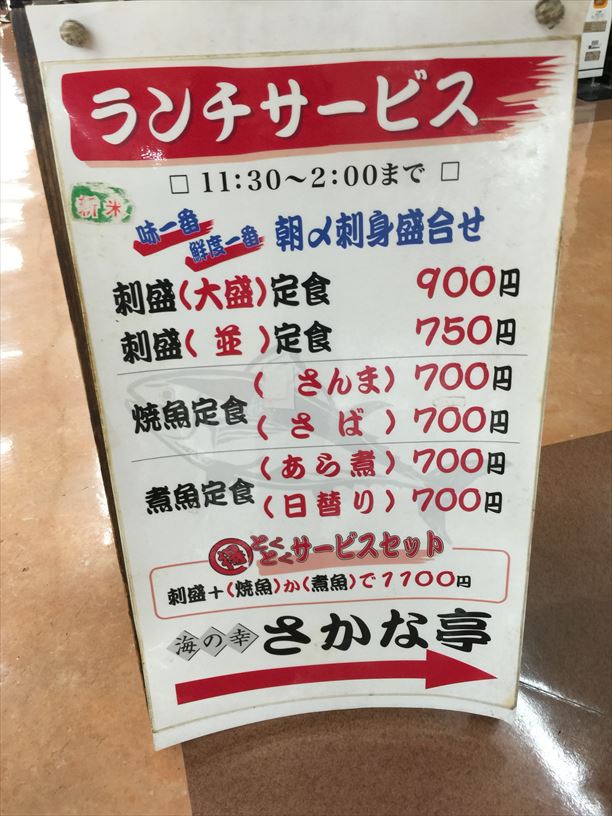 ランチサービス
□ 11:30～2:00まで □
新米
味一番
鮮度一番
朝〆刺身盛合せ
刺盛(大盛)定食 900円
刺盛(並)定食 750円
焼魚定食
(さんま) 700円
(さば) 700円
煮魚定食
(あら煮) 700円
(日替り) 700円
得 とくとくサービスセット
刺盛+(焼魚)か(煮魚)で1100円
海の幸 さかな亭